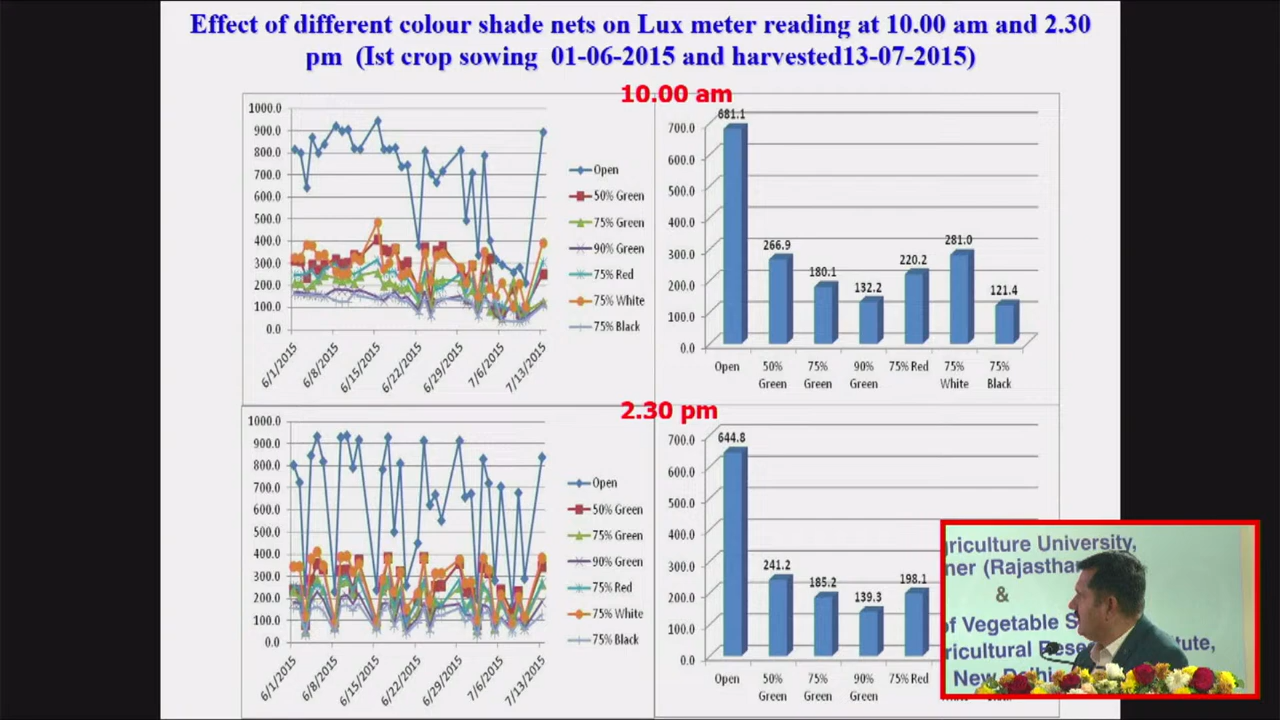 Effect of different colour shade nets on Lux meter reading at 10.00 am and 2.30
pm (Ist crop sowing 01-06-2015 and harvested13-07-2015)
10.00 am
1000.0
900.0
800.0
700.0
600.0
500.0
400.0
300.0
200.0
100.0
0.0
6/1/2015
6/8/2015
6/15/2015
6/22/2015
6/29/2015
7/6/2015
7/13/2015
Open
50% Green
75% Green
90% Green
75% Red
75% White
75% Black
700.0
600.0
500.0
400.0
300.0
200.0
100.0
0.0
681.1
266.9
180.1
132.2
220.2
281.0
121.4
Open
50% Green
75% Green
90% Green
75% Red
75% White
75% Black
2.30 pm
1000.0
900.0
800.0
700.0
600.0
500.0
400.0
300.0
200.0
100.0
0.0
6/1/2015
6/8/2015
6/15/2015
6/22/2015
6/29/2015
7/6/2015
7/13/2015
Open
50% Green
75% Green
90% Green
75% Red
75% White
75% Black
700.0
600.0
500.0
400.0
300.0
200.0
100.0
0.0
644.8
241.2
185.2
139.3
198.1
Open
50% Green
75% Green
90% Green
75% Red
griculture University,
ner (Rajasthan
&
of Vegetable S
ricultural Rese tute,
New Delhi